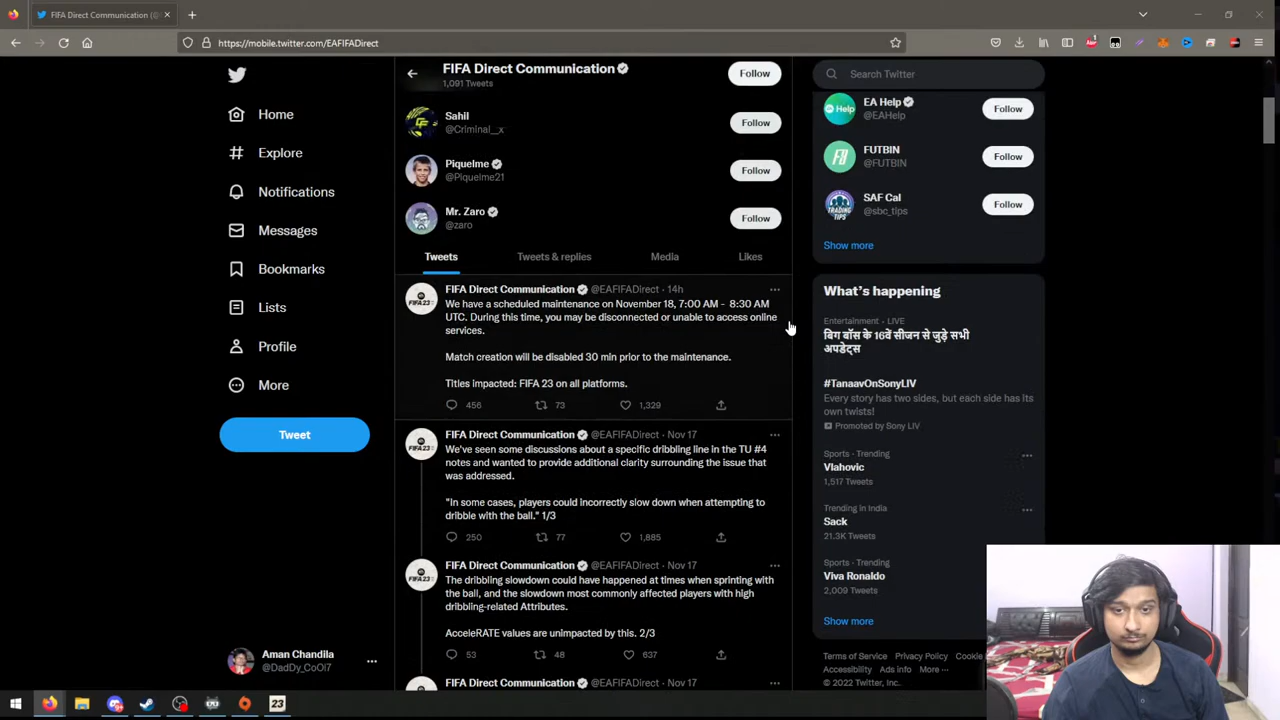 FIFA Direct Communication (@
https://mobile.twitter.com/EAFIFADirect
Home
Explore
Notifications
Messages
Bookmarks
Lists
Profile
More
Tweet
Aman Chandila
@DadDy_CoOl7
FIFA Direct Communication
1,091 Tweets
Follow
Sahil
@Criminal__x
Follow
Piquelme
@Piquelme21
Follow
Mr. Zaro
@zaro
Follow
Tweets Tweets & replies Media Likes
FIFA Direct Communication @EAFIFADirect · 14h
We have a scheduled maintenance on November 18, 7:00 AM - 8:30 AM
UTC. During this time, you may be disconnected or unable to access online
services.
Match creation will be disabled 30 min prior to the maintenance.
Titles impacted: FIFA 23 on all platforms.
456 73 1,329
FIFA Direct Communication @EAFIFADirect · Nov 17
We've seen some discussions about a specific dribbling line in the TU #4
notes and wanted to provide additional clarity surrounding the issue that
was addressed.
"In some cases, players could incorrectly slow down when attempting to
dribble with the ball." 1/3
250 77 1,885
FIFA Direct Communication @EAFIFADirect · Nov 17
The dribbling slowdown could have happened at times when sprinting with
the ball, and the slowdown most commonly affected players with high
dribbling-related Attributes.
AcceleRATE values are unimpacted by this. 2/3
53 48 637
FIFA Direct Communication @EAFIFADirect · Nov 17
Search Twitter
EA Help
@EAHelp
Follow
FUTBIN
@FUTBIN
Follow
SAF Cal
@sbc_tips
Follow
Show more
What's happening
Entertainment · LIVE
बिग बॉस के 16वें सीजन से जुड़े सभी
अपडेट्स
#TanaavOnSonyLIV
Every story has two sides, but each side has its
own twists!
Promoted by Sony LIV
Sports · Trending
Vlahovic
1,517 Tweets
Trending in India
Sack
21.3K Tweets
Sports · Trending
Viva Ronaldo
2,009 Tweets
Show more
Terms of Service Privacy Policy Cookie
Accessibility Ads info More
© 2022 Twitter, Inc.
23